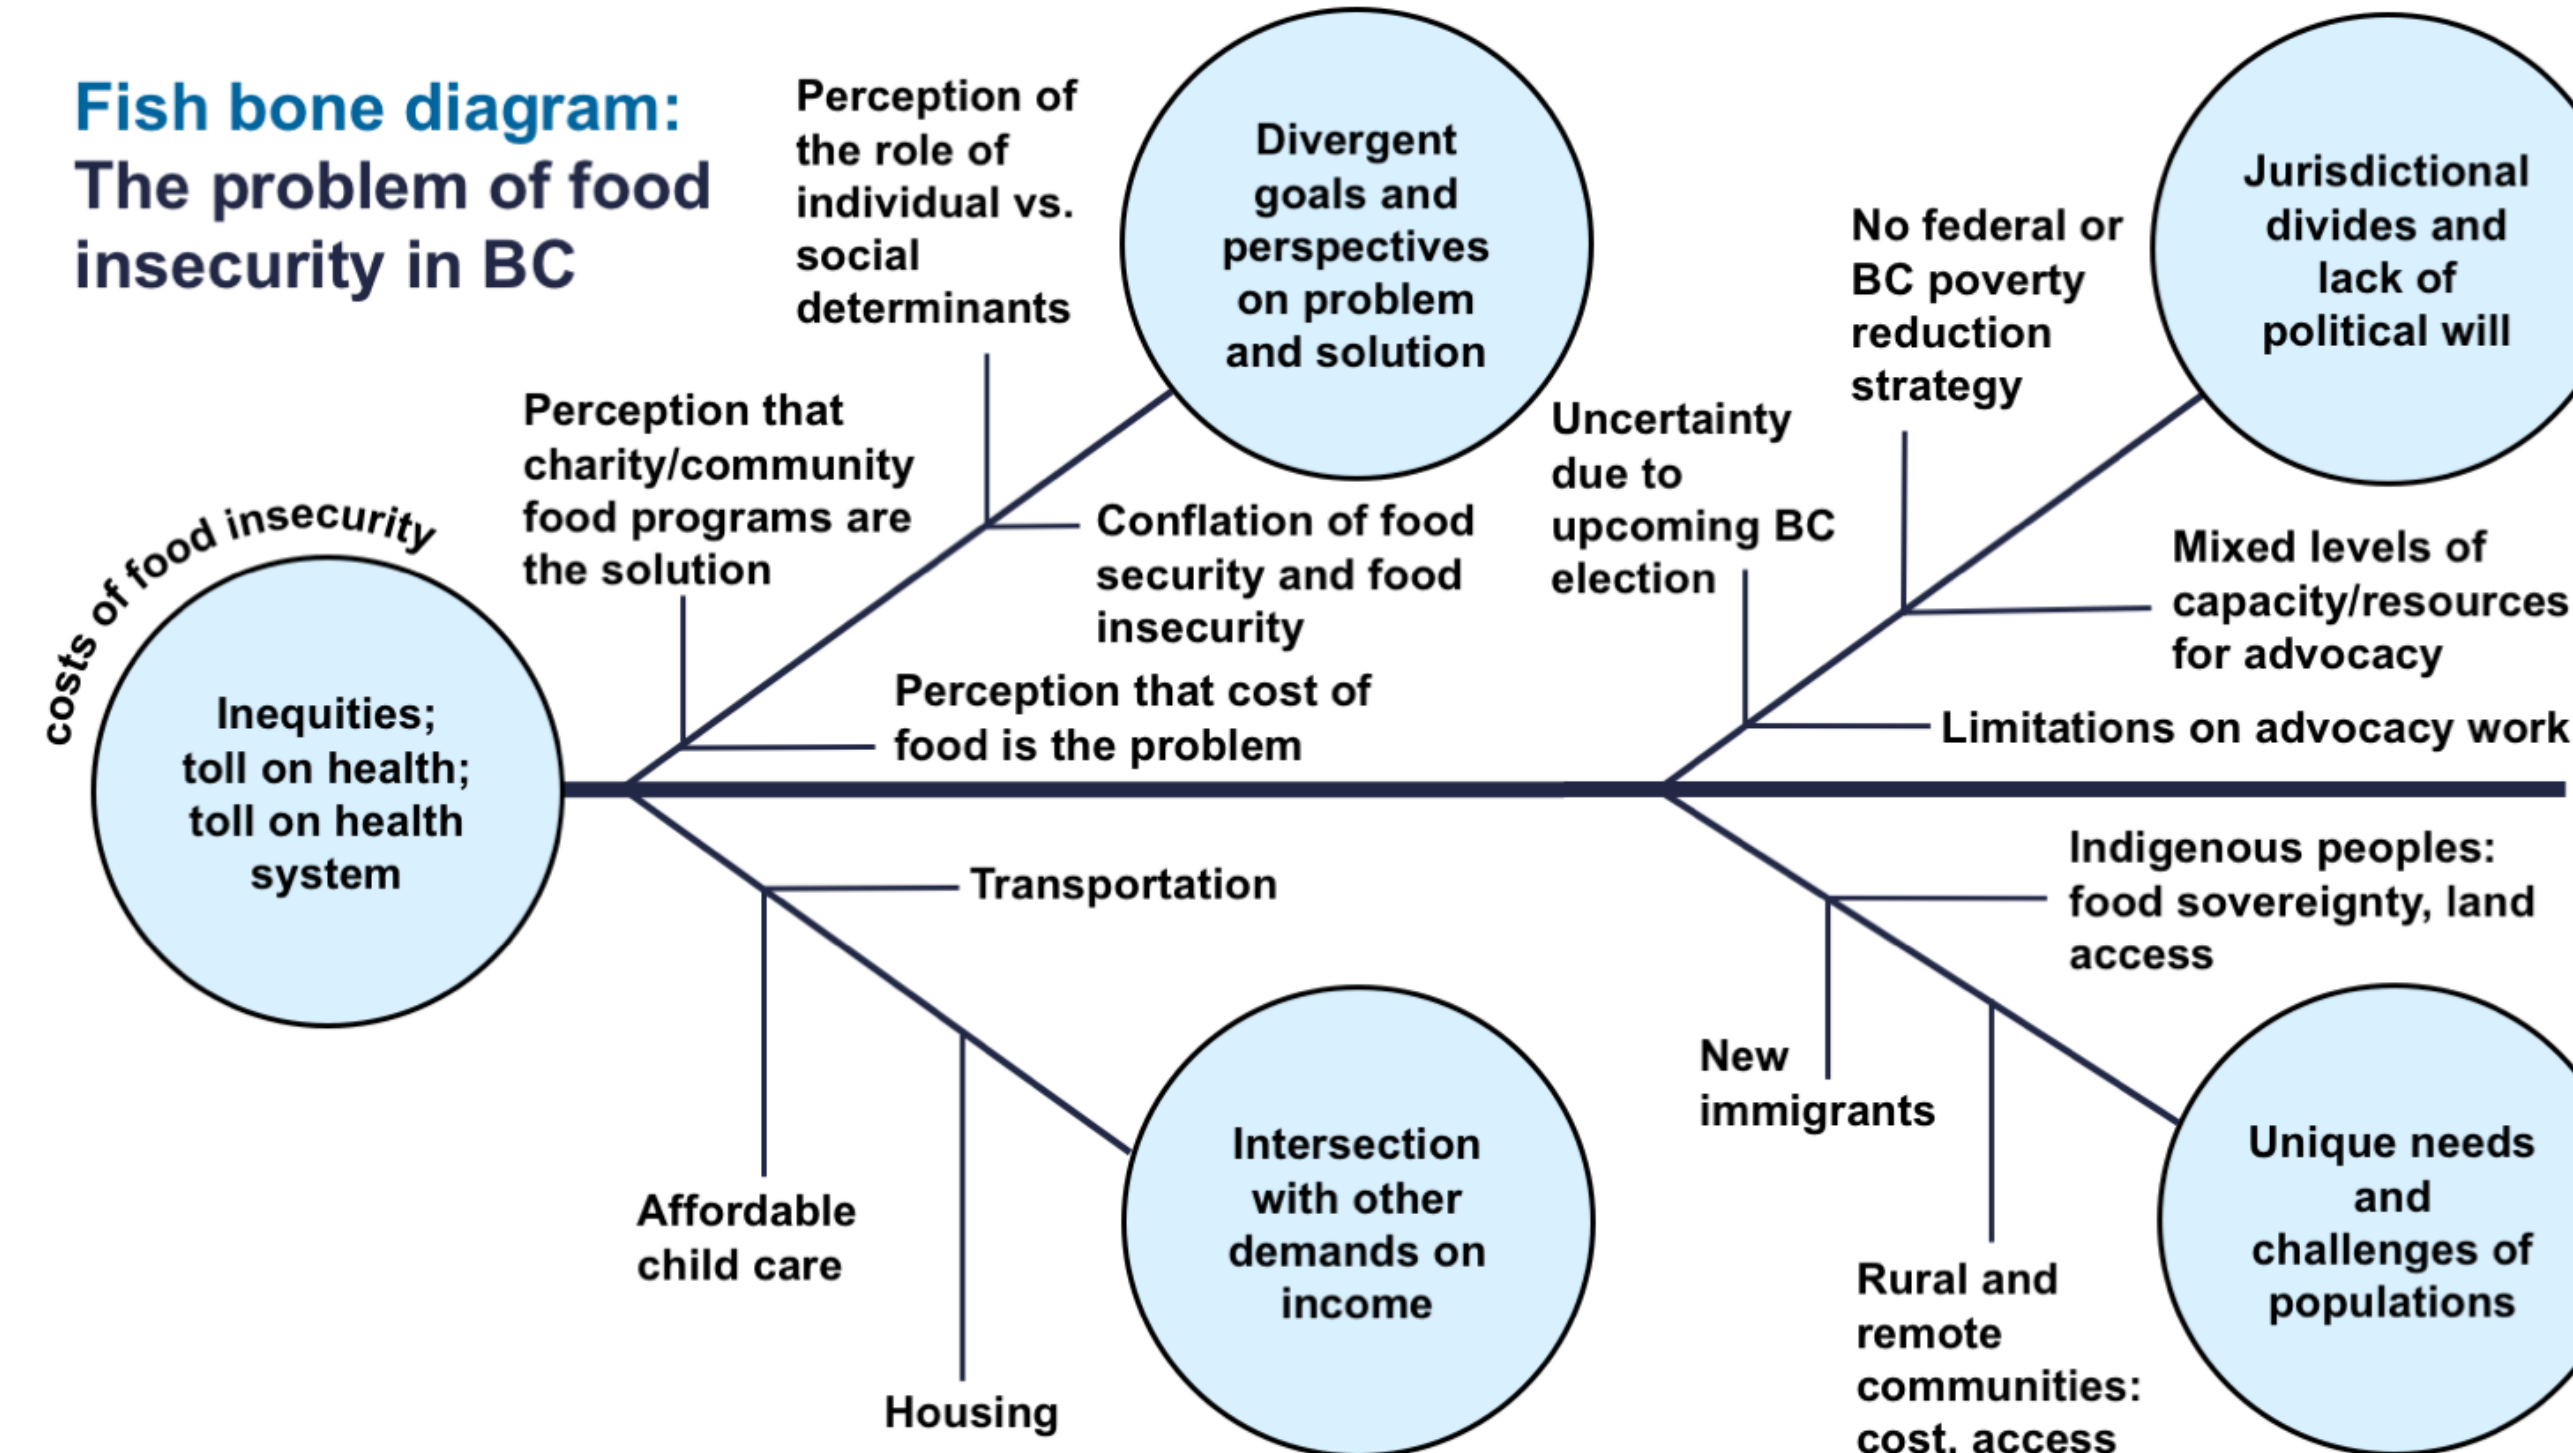 Fish bone diagram:
The problem of food
insecurity in BC
Perception of
the role of
individual vs.
social
determinants
Divergent
goals and
perspectives
on problem
and solution
No federal or
BC poverty
reduction
strategy
Jurisdictional
divides and
lack of
political will
Perception that
charity/community
food programs are
the solution
Conflation of food
security and food
insecurity
Perception that cost of
food is the problem
Uncertainty
due to
upcoming BC
election
Mixed levels of
capacity/resources
for advocacy
Limitations on advocacy work
costs of food insecurity
Inequities;
toll on health;
toll on health
system
Transportation
Affordable
child care
Housing
Intersection
with other
demands on
income
Indigenous peoples:
food sovereignty, land
access
New
immigrants
Rural and
remote
communities:
cost, access
Unique needs
and
challenges of
populations